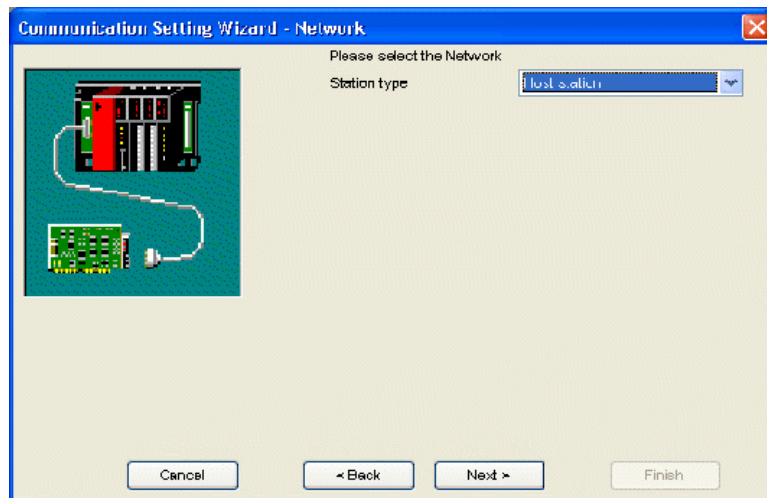 Communication Setting Wizard - Network
Please select the Network
Station type
Host station
Cancel
< Back
Next >
Finish